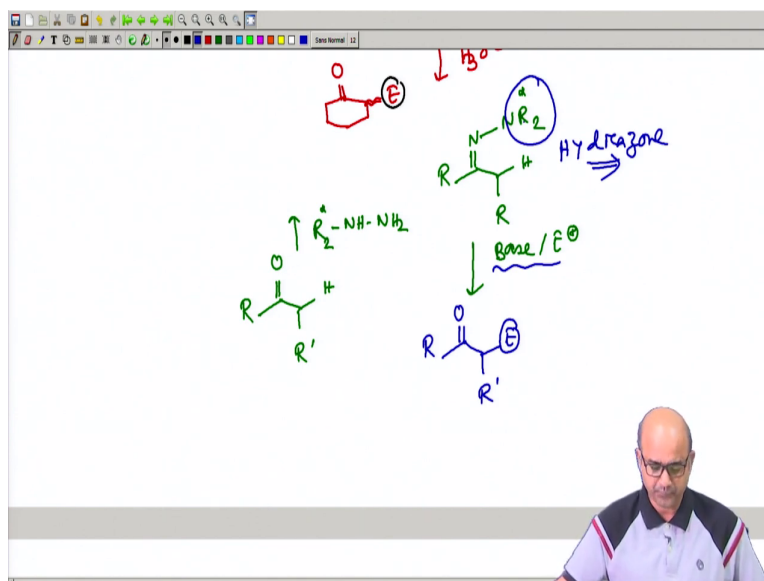 Sans Normal 12
H3O
O
E
*
N-NR2
H
R
R
Hydrazone
R2*-NH-NH2
O
H
R
R'
Base/E⊕
O
R
E
R'